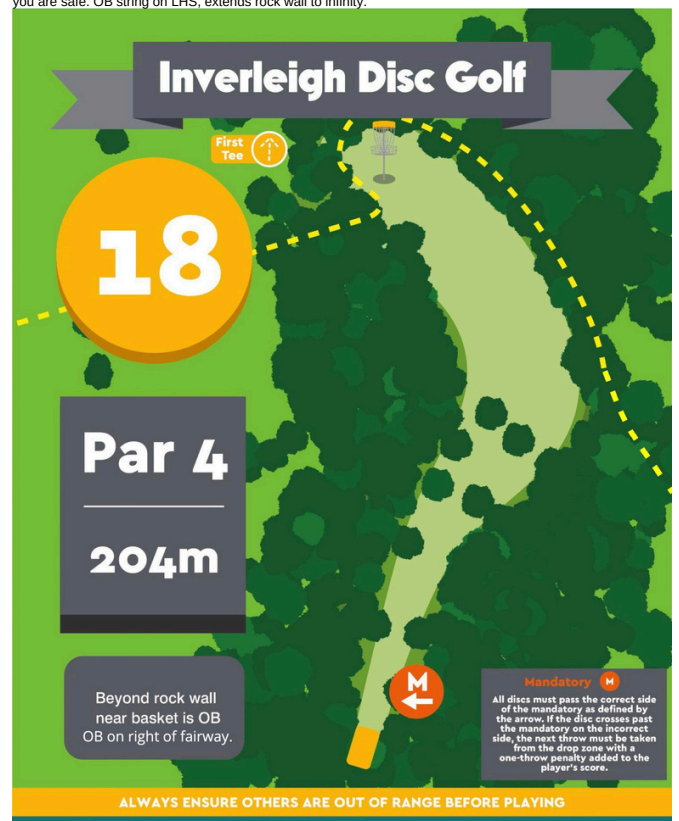 you are safe. OB string on LHS, extends rock wall to infinity.
Inverleigh Disc Golf
First
Tee
18
Par 4
204m
M
Beyond rock wall
near basket is OB
OB on right of fairway.
Mandatory M
All discs must pass the correct side
of the mandatory as defined by
the arrow. If the disc crosses past
the mandatory on the incorrect
side, the next throw must be taken
from the drop zone with a
one-throw penalty added to the
player's score.
ALWAYS ENSURE OTHERS ARE OUT OF RANGE BEFORE PLAYING